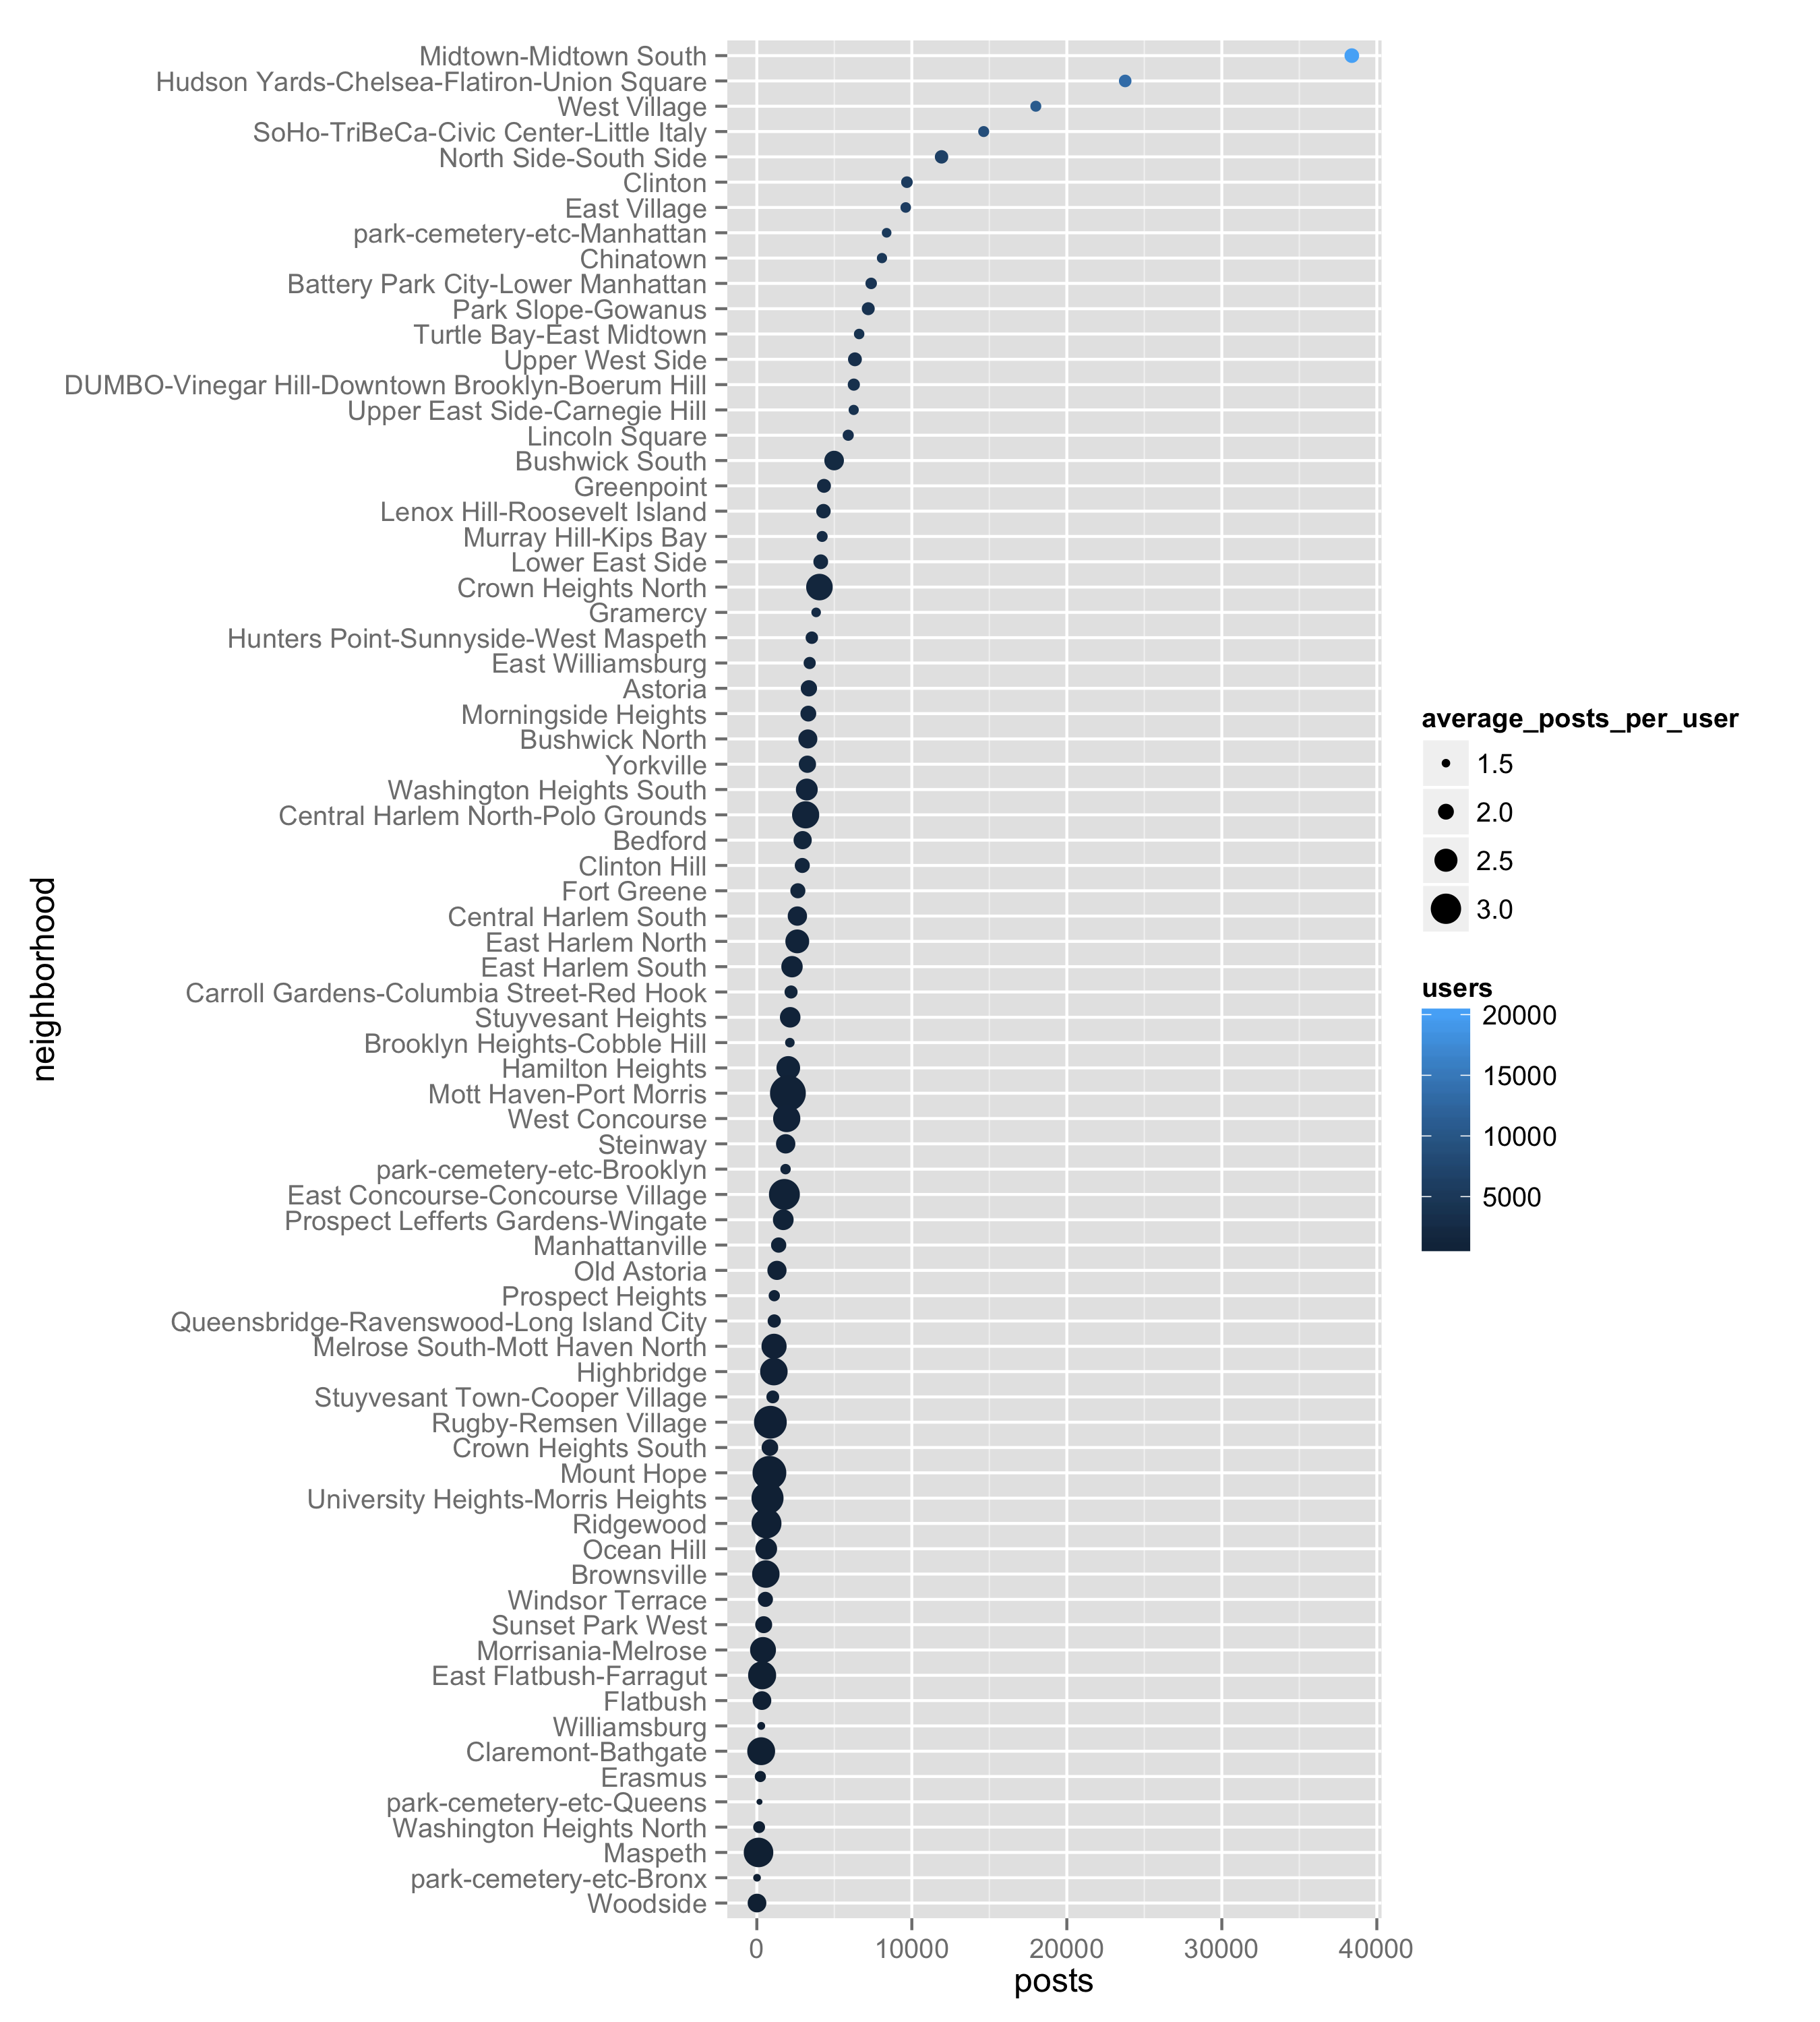 Midtown-Midtown South
Hudson Yards-Chelsea-Flatiron-Union Square
West Village
SoHo-TriBeCa-Civic Center-Little Italy
North Side-South Side
Clinton
East Village
park-cemetery-etc-Manhattan
Chinatown
Battery Park City-Lower Manhattan
Park Slope-Gowanus
Turtle Bay-East Midtown
Upper West Side
DUMBO-Vinegar Hill-Downtown Brooklyn-Boerum Hill
Upper East Side-Carnegie Hill
Lincoln Square
Bushwick South
Greenpoint
Lenox Hill-Roosevelt Island
Murray Hill-Kips Bay
Lower East Side
Crown Heights North
Gramercy
Hunters Point-Sunnyside-West Maspeth
East Williamsburg
Astoria
Morningside Heights
Bushwick North
Yorkville
Washington Heights South
Central Harlem North-Polo Grounds
Bedford
Clinton Hill
Fort Greene
Central Harlem South
East Harlem North
East Harlem South
Carroll Gardens-Columbia Street-Red Hook
Stuyvesant Heights
Brooklyn Heights-Cobble Hill
Hamilton Heights
Mott Haven-Port Morris
West Concourse
Steinway
park-cemetery-etc-Brooklyn
East Concourse-Concourse Village
Prospect Lefferts Gardens-Wingate
Manhattanville
Old Astoria
Prospect Heights
Queensbridge-Ravenswood-Long Island City
Melrose South-Mott Haven North
Highbridge
Stuyvesant Town-Cooper Village
Rugby-Remsen Village
Crown Heights South
Mount Hope
University Heights-Morris Heights
Ridgewood
Ocean Hill
Brownsville
Windsor Terrace
Sunset Park West
Morrisania-Melrose
East Flatbush-Farragut
Flatbush
Williamsburg
Claremont-Bathgate
Erasmus
park-cemetery-etc-Queens
Washington Heights North
Maspeth
park-cemetery-etc-Bronx
Woodside
neighborhood
0 10000 20000 30000 40000
posts
average_posts_per_user
1.5
2.0
2.5
3.0
users
20000
15000
10000
5000